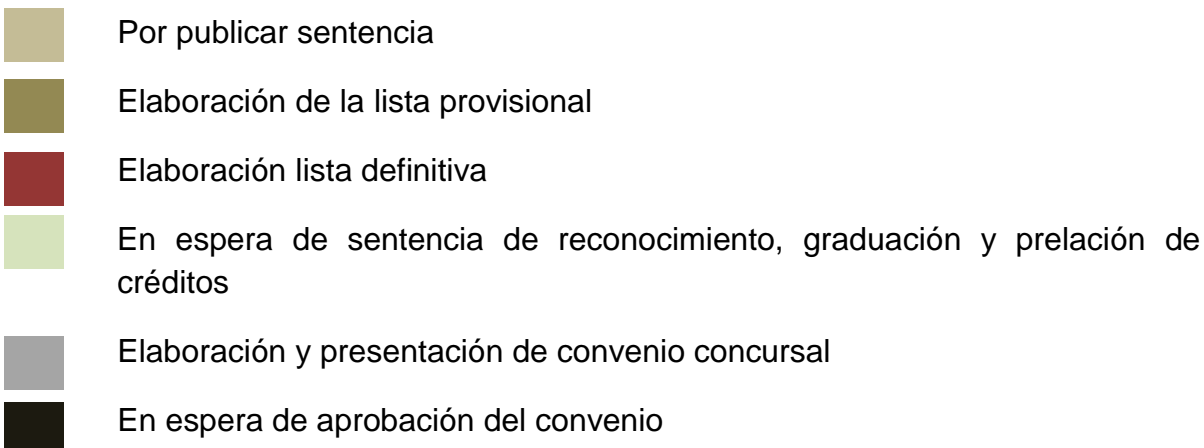 Por publicar sentencia
Elaboración de la lista provisional
Elaboración lista definitiva
En espera de sentencia de reconocimiento, graduación y prelación de
créditos
Elaboración y presentación de convenio concursal
En espera de aprobación del convenio